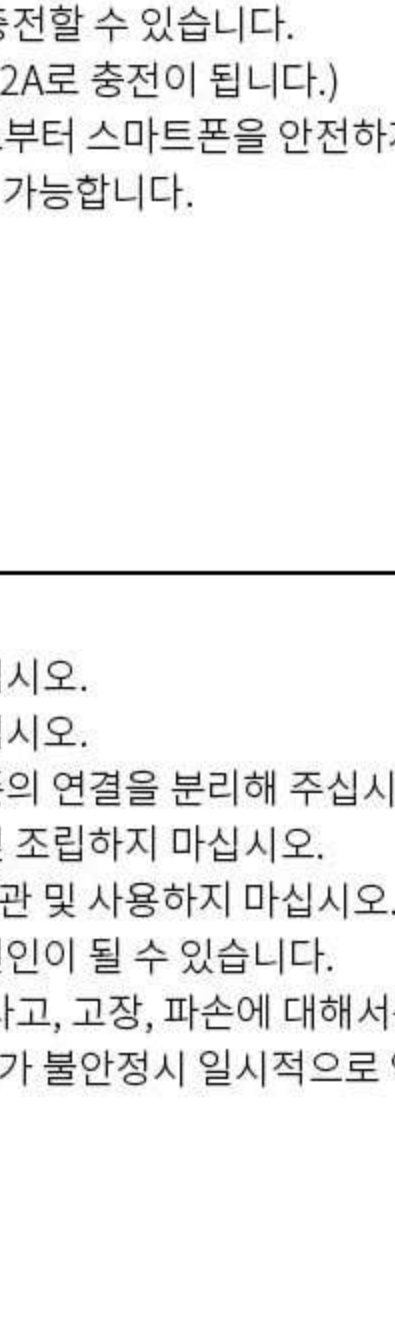 충전할 수 있습니다.
2A로 충전이 됩니다.)
부터 스마트폰을 안전하게
가능합니다.
시오.
시오.
의 연결을 분리해 주십시
조립하지 마십시오.
관 및 사용하지 마십시오.
인이 될 수 있습니다.
고, 고장, 파손에 대해서
가 불안정시 일시적으로